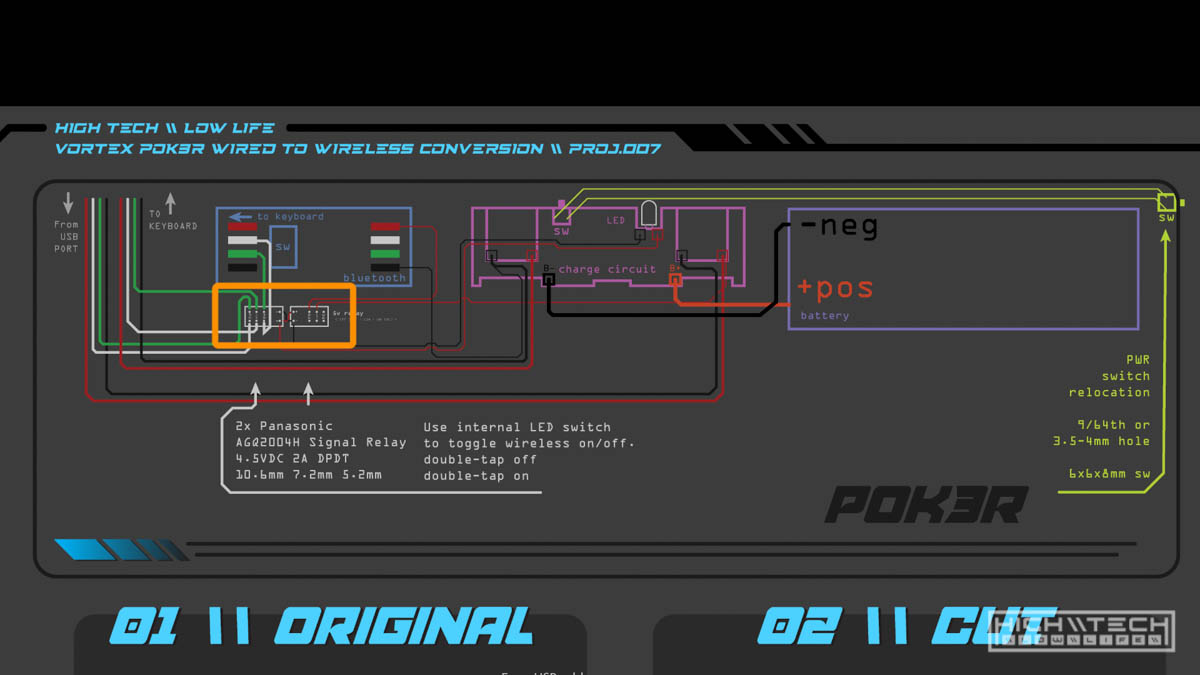 HIGH TECH \\ LOW LIFE
VORTEX POK3R WIRED TO WIRELESS CONVERSION \\ PROJ.007
From
USB
PORT
TO
KEYBOARD
to keyboard
SW
bluetooth
6v relay
SW
LED
B-
charge circuit
B+
-neg
+pos
battery
SW
PWR
switch
relocation
9/64th or
3.5-4mm hole
6x6x8mm sw
2x Panasonic
AGQ2004H Signal Relay
4.5VDC 2A DPDT
10.6mm 7.2mm 5.2mm
Use internal LED switch
to toggle wireless on/off.
double-tap off
double-tap on
POK3R
01 \\ ORIGINAL
02 \\ CUT
HIGH\\TECH
LOW\\LIFE\\